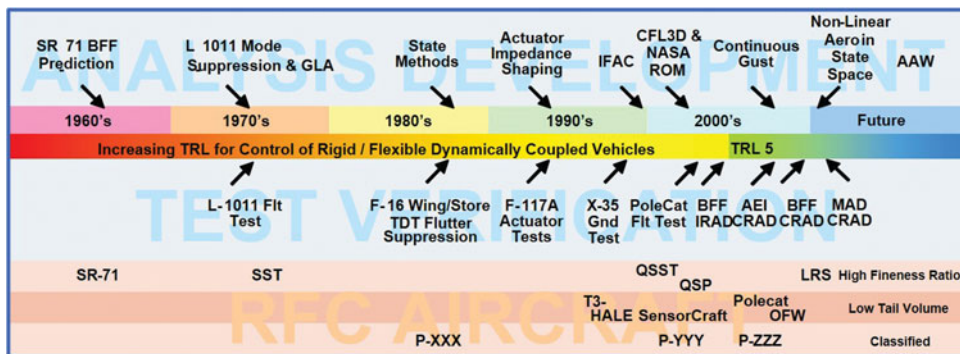 ANALYSIS DEVELOPMENT
SR 71 BFF
Prediction
L 1011 Mode
Suppression & GLA
State
Methods
Actuator
Impedance
Shaping
IFAC
CFL3D &
NASA
ROM
Continuous
Gust
Non-Linear
Aero in
State
Space
AAW
1960's
1970's
1980's
1990's
2000's
Future
Increasing TRL for Control of Rigid / Flexible Dynamically Coupled Vehicles
TRL 5
TEST VERIFICATION
L-1011 Flt
Test
F-16 Wing/Store
TDT Flutter
Suppression
F-117A
Actuator
Tests
X-35
Gnd
Test
PoleCat
Flt Test
BFF
IRAD
AEI
CRAD
BFF
CRAD
MAD
CRAD
RFC AIRCRAFT
SR-71
SST
QSST
QSP
LRS
High Fineness Ratio
T3-
HALE
SensorCraft
Polecat
OFW
Low Tail Volume
P-XXX
P-YYY
P-ZZZ
Classified